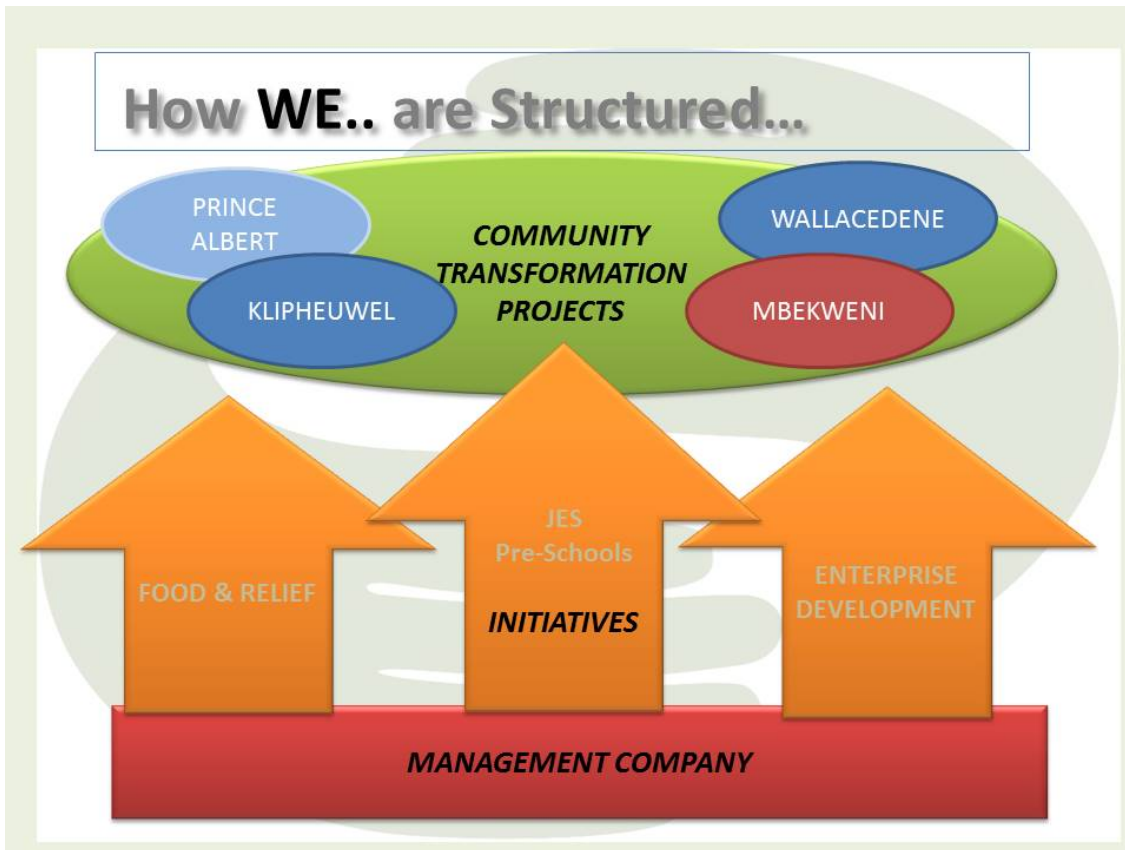 How WE.. are Structured...
PRINCE
ALBERT
KLIPHEUWEL
COMMUNITY
TRANSFORMATION
PROJECTS
WALLACEDENE
MBEKWENI
FOOD & RELIEF
JES
Pre-Schools
INITIATIVES
ENTERPRISE
DEVELOPMENT
MANAGEMENT COMPANY